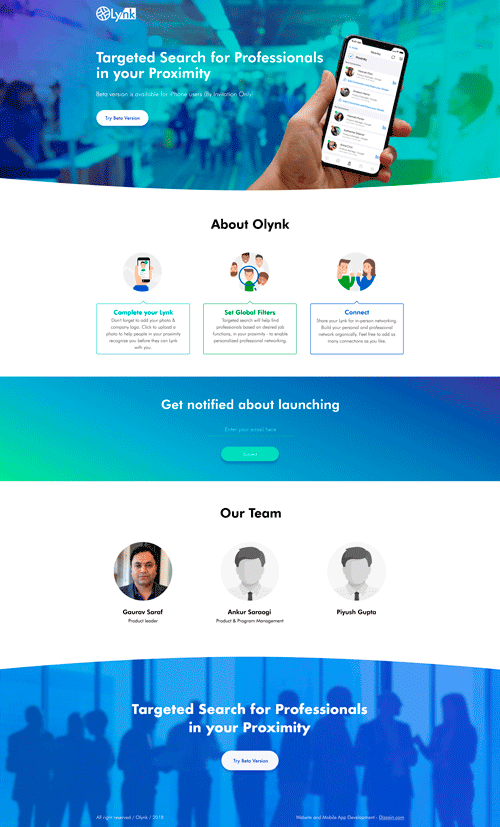 Olynk
Targeted Search for Professionals
in your Proximity
Beta version is available for iPhone users (By Invitation Only)
Try Beta Version
About Olynk
Complete your Lynk
Don't forget to add your photo &
company logo. Click to upload a
photo to help people in your proximity
recognise you before they can Lynk
with you.
Set Global Filters
Targeted search will help find
professionals based on desired job
functions, in your proximity - to enable
personalized professional networking.
Connect
Share your Lynk for in-person networking.
Build your personal and professional
network organically. Feel free to add as
many connections as you like.
Get notified about launching
Enter your email here
Submit
Our Team
Gaurav Saraf
Product leader
Ankur Saraogi
Product & Program Management
Piyush Gupta
Targeted Search for Professionals
in your Proximity
Try Beta Version
All right reserved / Olynk / 2018
Website and Mobile App Development -